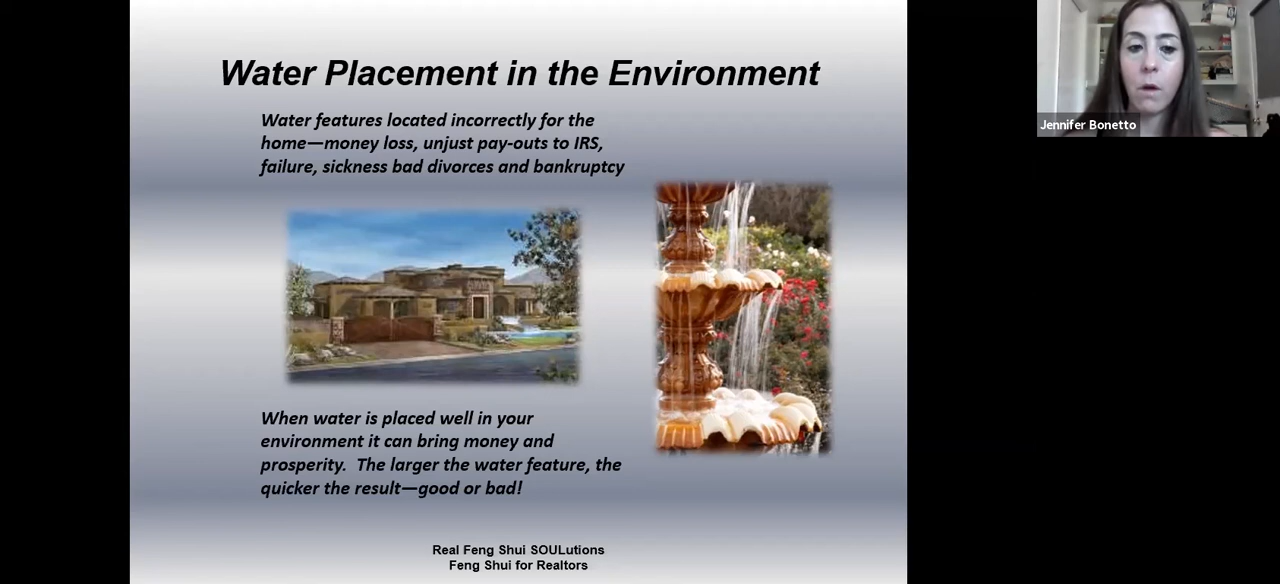 Water Placement in the Environment
Water features located incorrectly for the
home—money loss, unjust pay-outs to IRS,
failure, sickness bad divorces and bankruptcy
Jennifer Bonetto
When water is placed well in your
environment it can bring money and
prosperity.  The larger the water feature, the
quicker the result—good or bad!
Real Feng Shui SOULutions
Feng Shui for Realtors